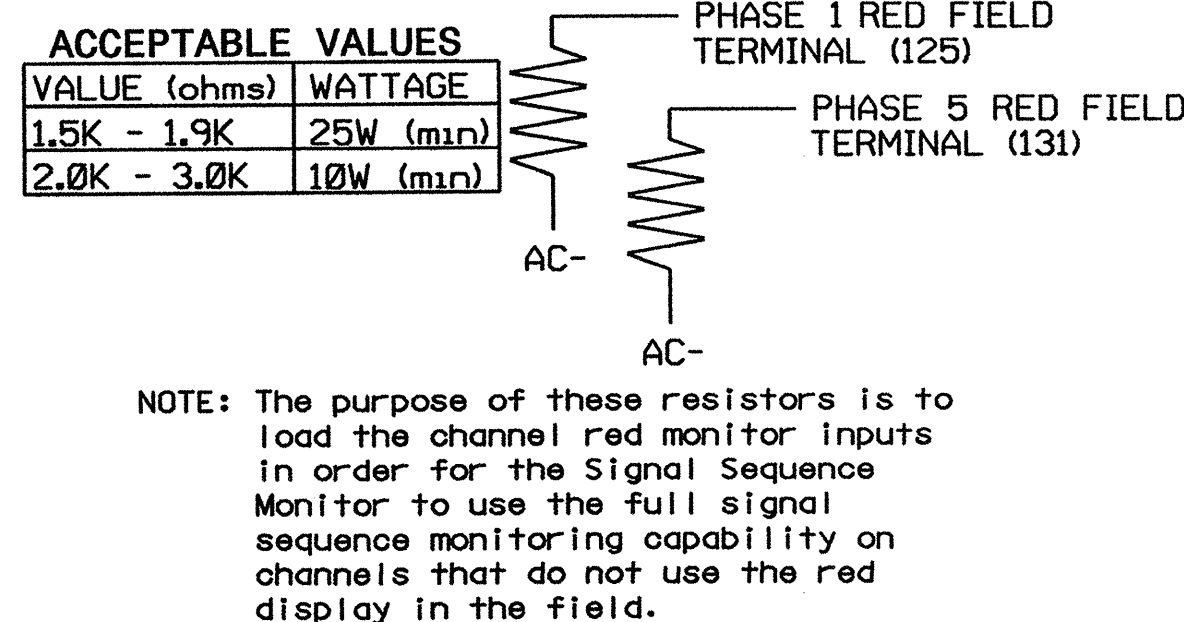 ACCEPTABLE VALUES
VALUE (ohms) WATTAGE
1.5K - 1.9K 25W (min)
2.0K - 3.0K 10W (min)
PHASE 1 RED FIELD
TERMINAL (125)
AC-
PHASE 5 RED FIELD
TERMINAL (131)
AC-
NOTE: The purpose of these resistors is to
load the channel red monitor inputs
in order for the Signal Sequence
Monitor to use the full signal
sequence monitoring capability on
channels that do not use the red
display in the field.